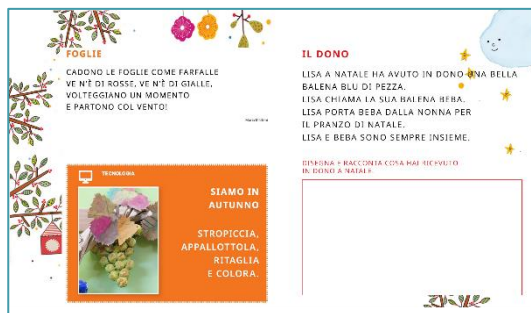 FOGLIE
CADONO LE FOGLIE COME FARFALLE
VE N'È DI ROSSE, VE N'È DI GIALLE,
VOLTEGGIANO UN MOMENTO
E PARTONO COL VENTO!
TECNOLOGIA
SIAMO IN
AUTUNNO
STROPICCIA,
APPALLOTTOLA,
RITAGLIA
E COLORA.
IL DONO
LISA A NATALE HA AVUTO IN DONO UNA BELLA
BALENA BLU DI PEZZA.
LISA CHIAMA LA SUA BALENA BEBA.
LISA PORTA BEBA DALLA NONNA PER
IL PRANZO DI NATALE.
LISA E BEBA SONO SEMPRE INSIEME.
DISEGNA E RACCONTA COSA HAI RICEVUTO
IN DONO A NATALE.